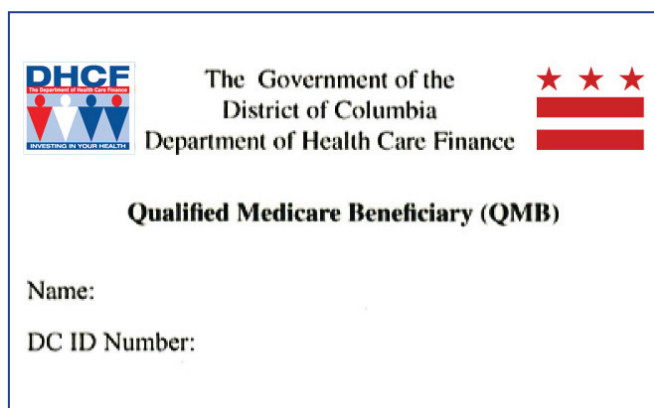 DHCF
The Department of Health Care Finance
INVESTING IN YOUR HEALTH
The Government of the
District of Columbia
Department of Health Care Finance
Qualified Medicare Beneficiary (QMB)
Name:
DC ID Number: